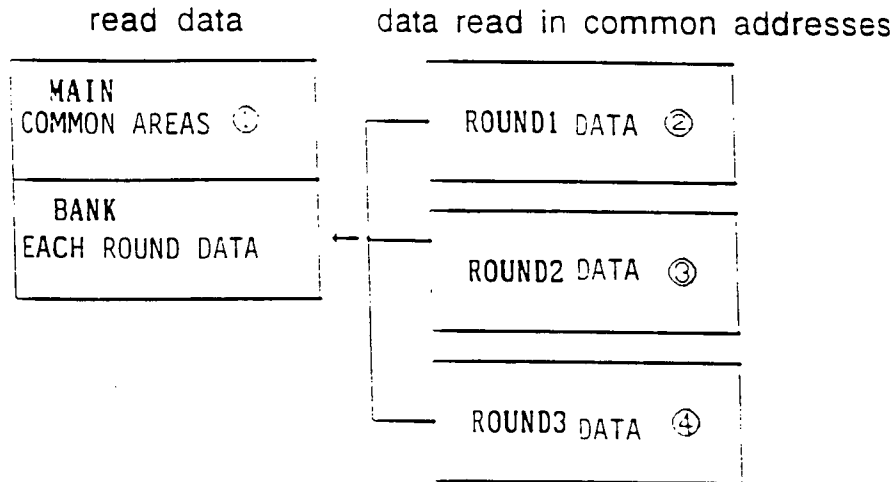 read data
data read in common addresses
MAIN
COMMON AREAS ①
BANK
EACH ROUND DATA
ROUND1 DATA ②
ROUND2 DATA ③
ROUND3 DATA ④